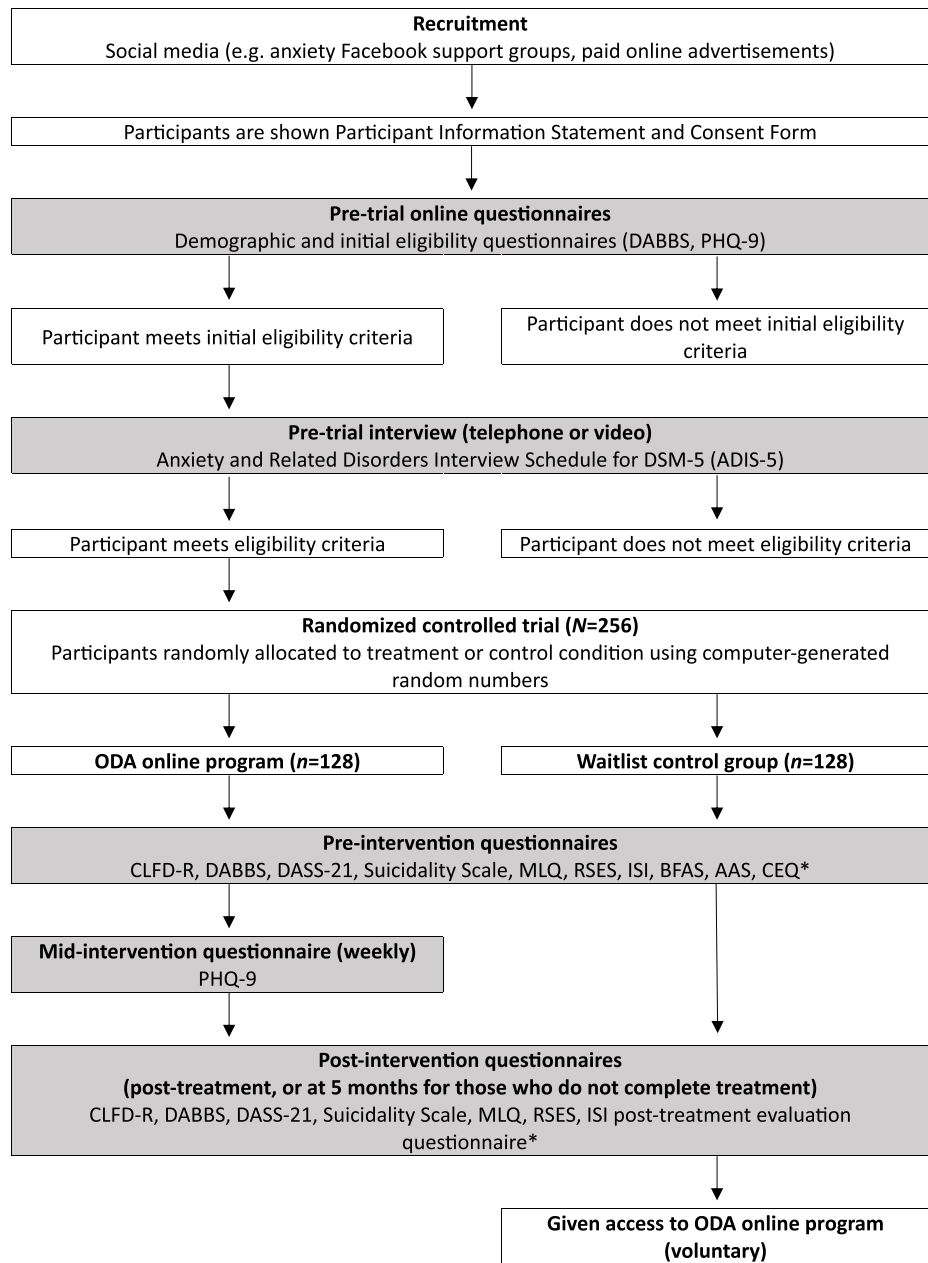 Recruitment
Social media (e.g. anxiety Facebook support groups, paid online advertisements)
Participants are shown Participant Information Statement and Consent Form
Pre-trial online questionnaires
Demographic and initial eligibility questionnaires (DABBS, PHQ-9)
Participant meets initial eligibility criteria
Participant does not meet initial eligibility
criteria
Pre-trial interview (telephone or video)
Anxiety and Related Disorders Interview Schedule for DSM-5 (ADIS-5)
Participant meets eligibility criteria
Participant does not meet eligibility criteria
Randomized controlled trial (N=256)
Participants randomly allocated to treatment or control condition using computer-generated
random numbers
ODA online program (n=128)
Waitlist control group (n=128)
Pre-intervention questionnaires
CLFD-R, DABBS, DASS-21, Suicidality Scale, MLQ, RSES, ISI, BFAS, AAS, CEQ*
Mid-intervention questionnaire (weekly)
PHQ-9
Post-intervention questionnaires
(post-treatment, or at 5 months for those who do not complete treatment)
CLFD-R, DABBS, DASS-21, Suicidality Scale, MLQ, RSES, ISI post-treatment evaluation
questionnaire*
Given access to ODA online program
(voluntary)